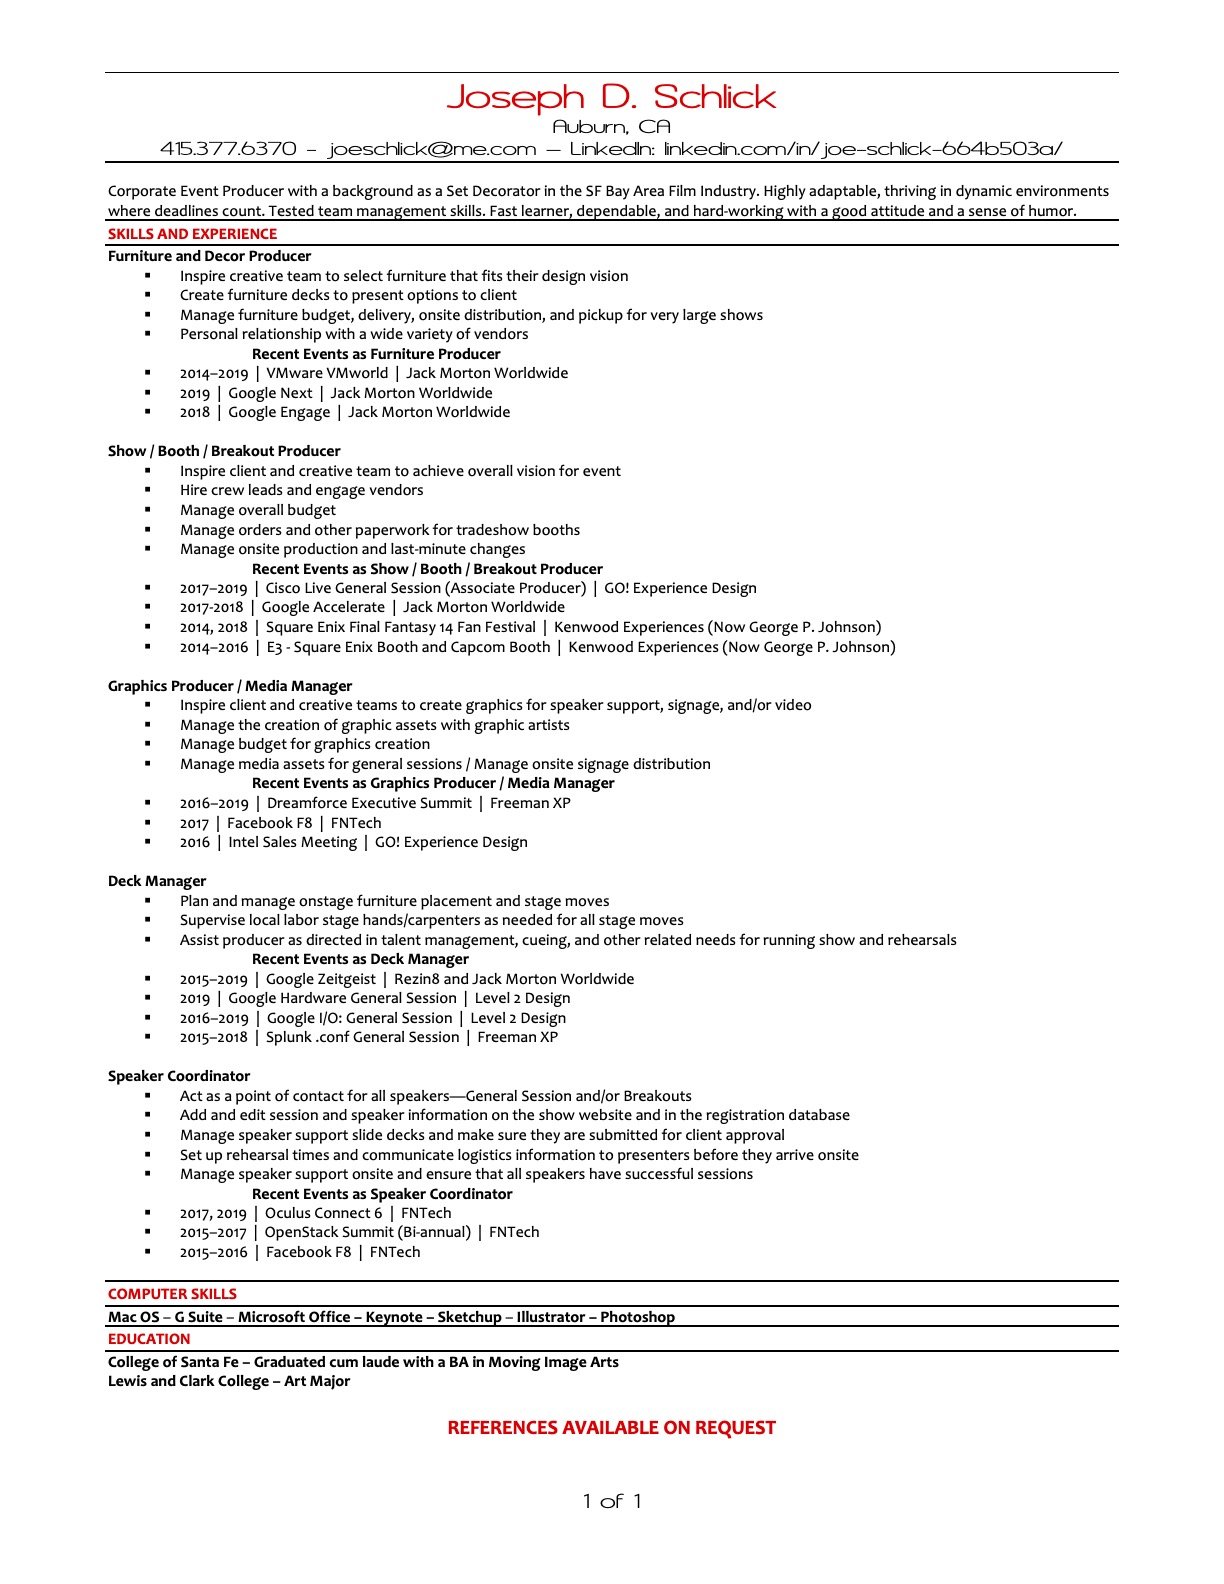 Joseph D. Schlick
Auburn, CA
415.377.6370 – joeschlick@me.com — LinkedIn: linkedin.com/in/joe-schlick-664b503a/
Corporate Event Producer with a background as a Set Decorator in the SF Bay Area Film Industry. Highly adaptable, thriving in dynamic environments
where deadlines count. Tested team management skills. Fast learner, dependable, and hard-working with a good attitude and a sense of humor.
SKILLS AND EXPERIENCE
Furniture and Decor Producer
▪ Inspire creative team to select furniture that fits their design vision
▪ Create furniture decks to present options to client
▪ Manage furniture budget, delivery, onsite distribution, and pickup for very large shows
▪ Personal relationship with a wide variety of vendors
Recent Events as Furniture Producer
▪ 2014–2019 | VMware VMworld | Jack Morton Worldwide
▪ 2019 | Google Next | Jack Morton Worldwide
▪ 2018 | Google Engage | Jack Morton Worldwide
Show / Booth / Breakout Producer
▪ Inspire client and creative team to achieve overall vision for event
▪ Hire crew leads and engage vendors
▪ Manage overall budget
▪ Manage orders and other paperwork for tradeshow booths
▪ Manage onsite production and last-minute changes
Recent Events as Show / Booth / Breakout Producer
▪ 2017–2019 | Cisco Live General Session (Associate Producer) | GO! Experience Design
▪ 2017-2018 | Google Accelerate | Jack Morton Worldwide
▪ 2014, 2018 | Square Enix Final Fantasy 14 Fan Festival | Kenwood Experiences (Now George P. Johnson)
▪ 2014–2016 | E3 - Square Enix Booth and Capcom Booth | Kenwood Experiences (Now George P. Johnson)
Graphics Producer / Media Manager
▪ Inspire client and creative teams to create graphics for speaker support, signage, and/or video
▪ Manage the creation of graphic assets with graphic artists
▪ Manage budget for graphics creation
▪ Manage media assets for general sessions / Manage onsite signage distribution
Recent Events as Graphics Producer / Media Manager
▪ 2016–2019 | Dreamforce Executive Summit | Freeman XP
▪ 2017 | Facebook F8 | FNTech
▪ 2016 | Intel Sales Meeting | GO! Experience Design
Deck Manager
▪ Plan and manage onstage furniture placement and stage moves
▪ Supervise local labor stage hands/carpenters as needed for all stage moves
▪ Assist producer as directed in talent management, cueing, and other related needs for running show and rehearsals
Recent Events as Deck Manager
▪ 2015–2019 | Google Zeitgeist | Rezin8 and Jack Morton Worldwide
▪ 2019 | Google Hardware General Session | Level 2 Design
▪ 2016–2019 | Google I/O: General Session | Level 2 Design
▪ 2015–2018 | Splunk .conf General Session | Freeman XP
Speaker Coordinator
▪ Act as a point of contact for all speakers—General Session and/or Breakouts
▪ Add and edit session and speaker information on the show website and in the registration database
▪ Manage speaker support slide decks and make sure they are submitted for client approval
▪ Set up rehearsal times and communicate logistics information to presenters before they arrive onsite
▪ Manage speaker support onsite and ensure that all speakers have successful sessions
Recent Events as Speaker Coordinator
▪ 2017, 2019 | Oculus Connect 6 | FNTech
▪ 2015–2017 | OpenStack Summit (Bi-annual) | FNTech
▪ 2015–2016 | Facebook F8 | FNTech
COMPUTER SKILLS
Mac OS – G Suite – Microsoft Office – Keynote – Sketchup – Illustrator – Photoshop
EDUCATION
College of Santa Fe – Graduated cum laude with a BA in Moving Image Arts
Lewis and Clark College – Art Major
REFERENCES AVAILABLE ON REQUEST
1 of 1